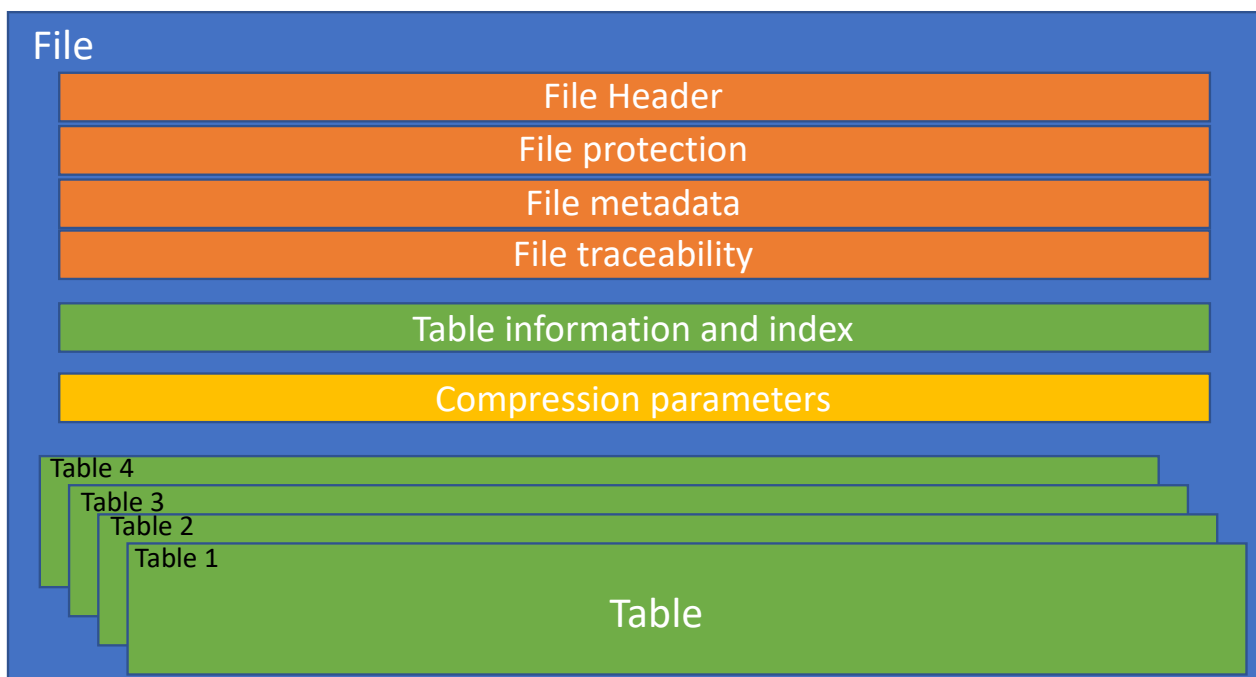 File
File Header
File protection
File metadata
File traceability
Table information and index
Compression parameters
Table 4
Table 3
Table 2
Table 1
Table